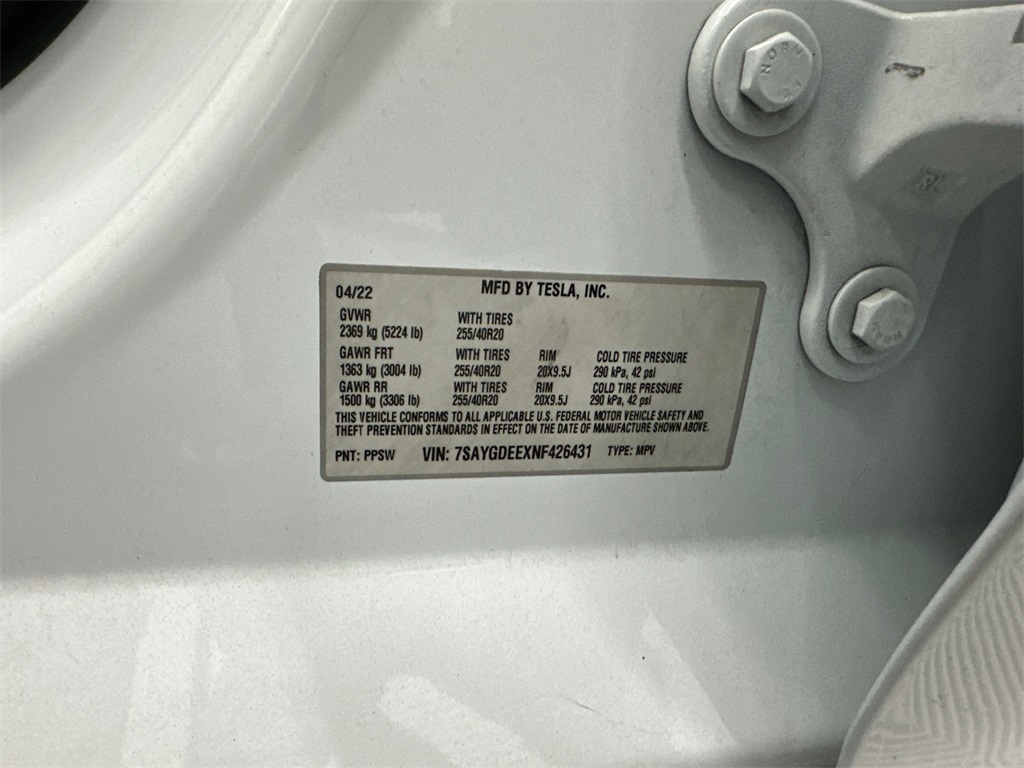 NORM
04/22 MFD BY TESLA, INC.
GVWR WITH TIRES
2369 kg (5224 lb) 255/40R20
GAWR FRT WITH TIRES RIM COLD TIRE PRESSURE
1363 kg (3004 lb) 255/40R20 20X9.5J 290 kPa, 42 psi
GAWR RR WITH TIRES RIM COLD TIRE PRESSURE
1500 kg (3306 lb) 255/40R20 20X9.5J 290 kPa, 42 psi
THIS VEHICLE CONFORMS TO ALL APPLICABLE U.S. FEDERAL MOTOR VEHICLE SAFETY AND
THEFT PREVENTION STANDARDS IN EFFECT ON THE DATE OF MANUFACTURE SHOWN ABOVE.
PNT: PPSW VIN: 7SAYGDEEXNF426431 TYPE: MPV